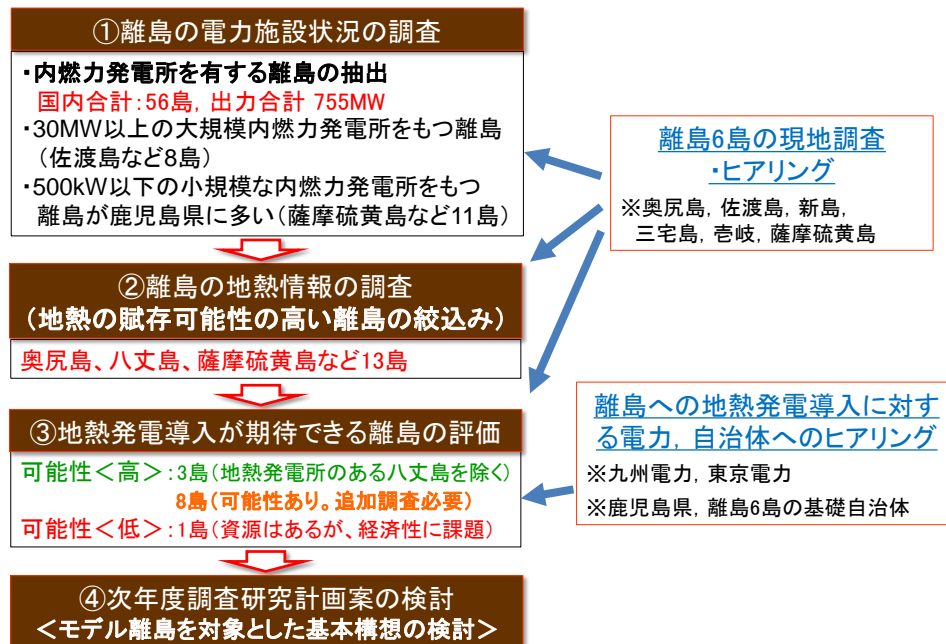 ①離島の電力施設状況の調査
・内燃力発電所を有する離島の抽出
国内合計：56島, 出力合計 755MW
・30MW以上の大規模内燃力発電所をもつ離島
（佐渡島など8島）
・500kW以下の小規模な内燃力発電所をもつ
離島が鹿児島県に多い（薩摩硫黄島など11島）
②離島の地熱情報の調査
（地熱の賦存可能性の高い離島の絞込み）
奥尻島、八丈島、薩摩硫黄島など13島
③地熱発電導入が期待できる離島の評価
可能性＜高＞：3島（地熱発電所のある八丈島を除く）
8島（可能性あり。追加調査必要）
可能性＜低＞：1島（資源はあるが、経済性に課題）
④次年度調査研究計画案の検討
＜モデル離島を対象とした基本構想の検討＞
離島6島の現地調査
・ヒアリング
※奥尻島, 佐渡島, 新島,
三宅島, 壱岐, 薩摩硫黄島
離島への地熱発電導入に対す
る電力, 自治体へのヒアリング
※九州電力、東京電力
※鹿児島県, 離島6島の基礎自治体